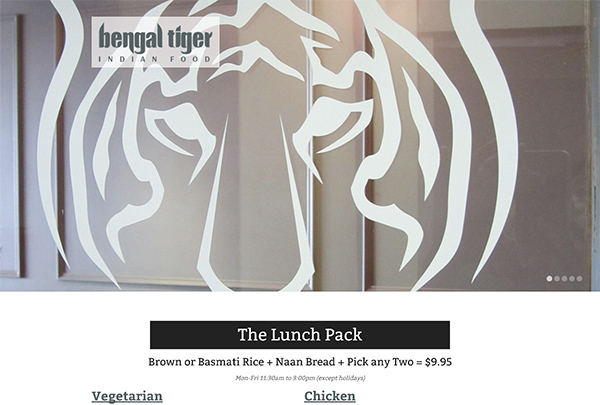 bengal tiger
INDIAN FOOD
The Lunch Pack
Brown or Basmati Rice + Naan Bread + Pick any Two = $9.95
Mon-Fri 11:30am to 3:00pm (except holidays)
Vegetarian
Chicken